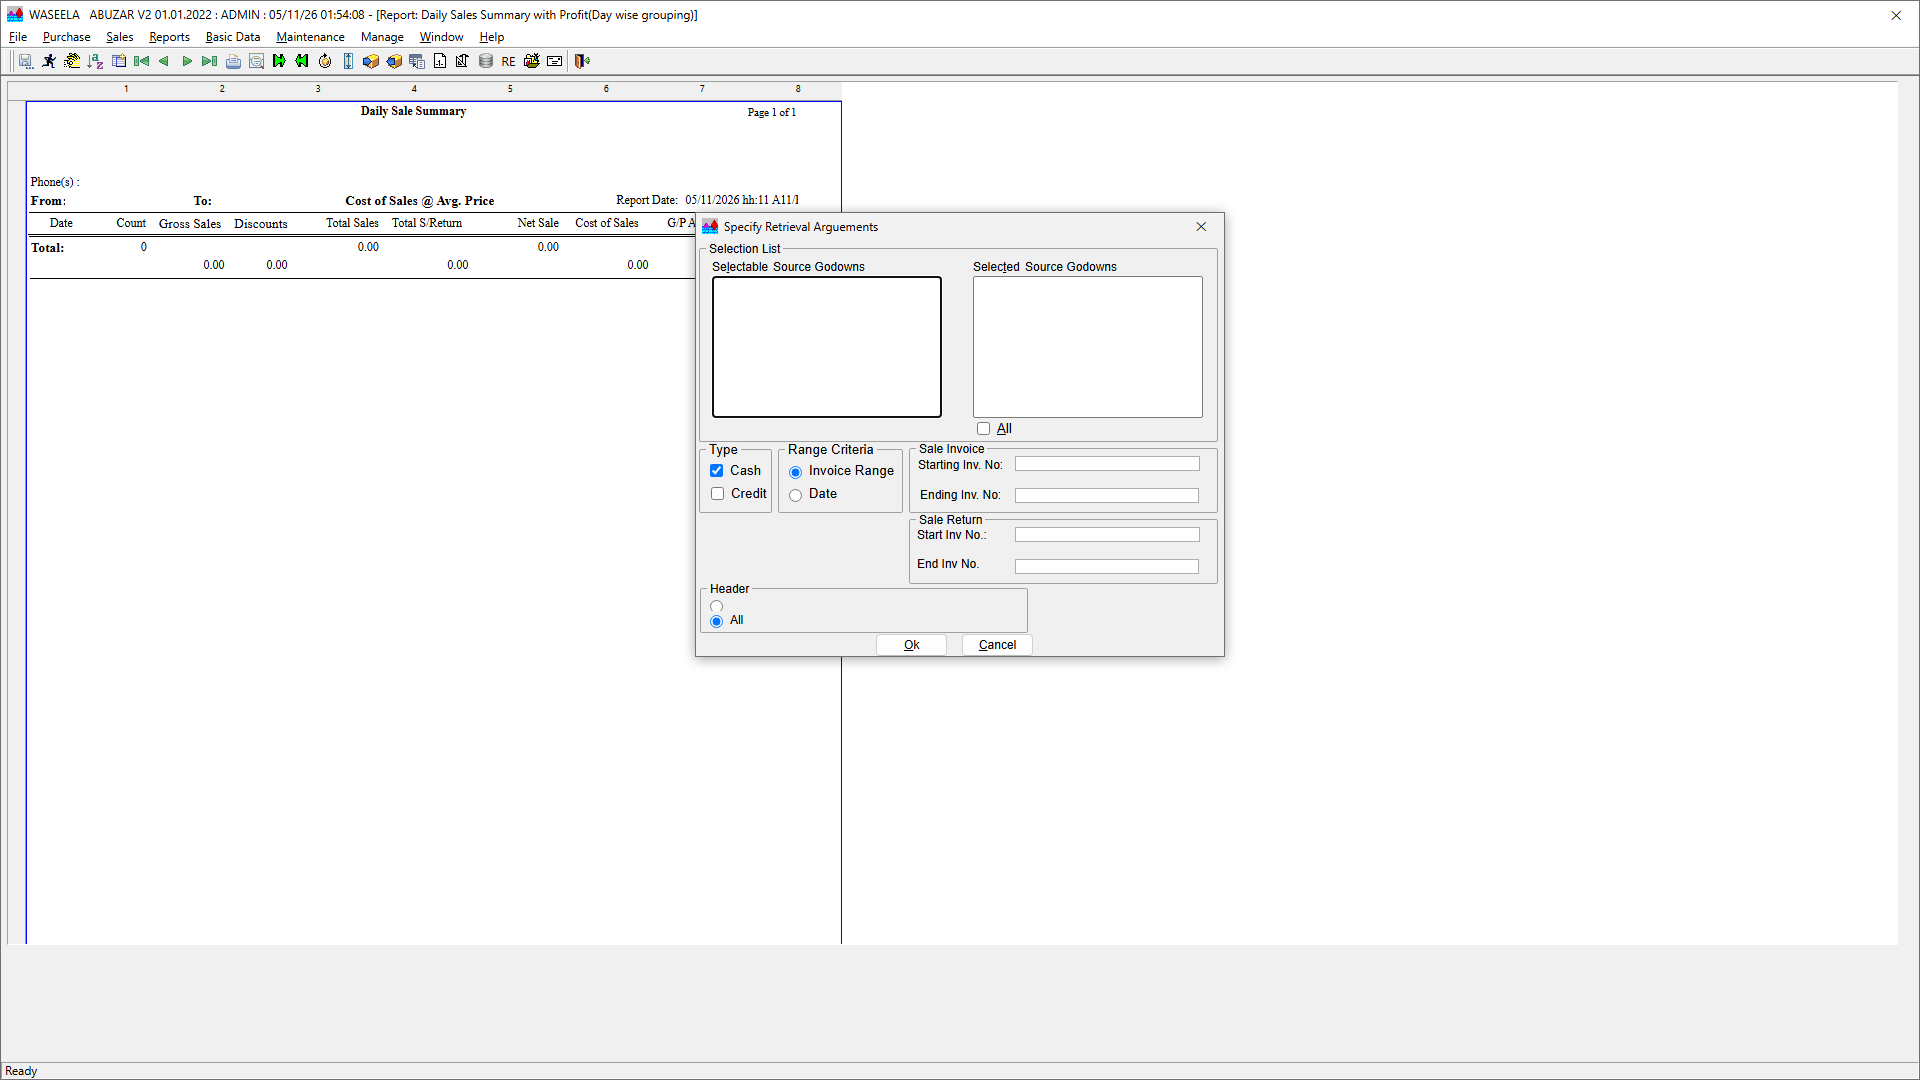 WASEELA ABUZAR V2 01.01.2022 : ADMIN : 05/11/26 01:54:08 - [Report: Daily Sales Summary with Profit(Day wise grouping)]
File Purchase Sales Reports Basic Data Maintenance Manage Window Help
RE
1 2 3 4 5 6 7 8
Daily Sale Summary
Page 1 of 1
Phone(s) :
From: To: Cost of Sales @ Avg. Price Report Date: 05/11/2026 hh:11 A11/1
Date Count Gross Sales Discounts Total Sales Total S/Return Net Sale Cost of Sales G/P A
Total: 0 0.00 0.00
0.00 0.00 0.00 0.00
Specify Retrieval Arguements
Selection List
Selectable Source Godowns
Selected Source Godowns
All
Type
Cash
Credit
Range Criteria
Invoice Range
Date
Sale Invoice
Starting Inv. No:
Ending Inv. No:
Sale Return
Start Inv No.:
End Inv No.
Header
All
Ok Cancel
Ready